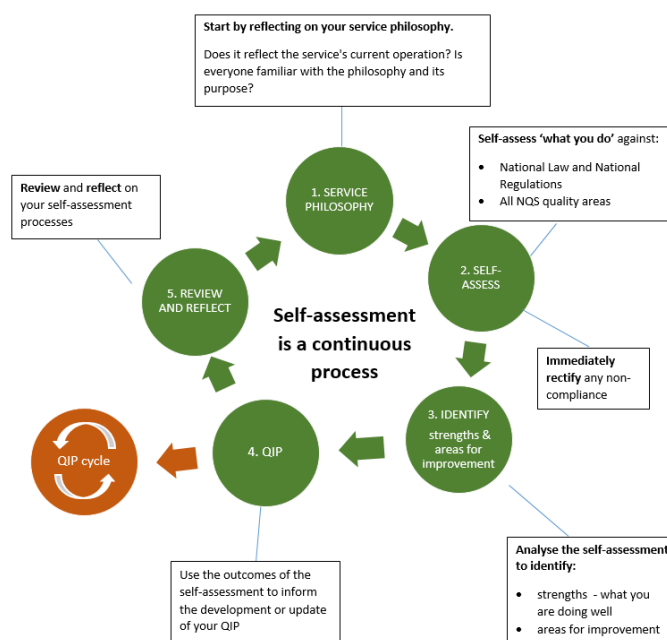 Start by reflecting on your service philosophy.
Does it reflect the service's current operation? Is
everyone familiar with the philosophy and its
purpose?
Self-assess ‘what you do’ against:
• National Law and National
Regulations
• All NQS quality areas
Review and reflect on
your self-assessment
processes
1. SERVICE
PHILOSOPHY
2. SELF-
ASSESS
5. REVIEW
AND REFLECT
Self-assessment
is a continuous
process
Immediately
rectify any non-
compliance
3. IDENTIFY
strengths &
areas for
improvement
4. QIP
QIP cycle
Use the outcomes of the
self-assessment to inform
the development or update
of your QIP
Analyse the self-assessment
to identify:
• strengths - what you
are doing well
• areas for improvement